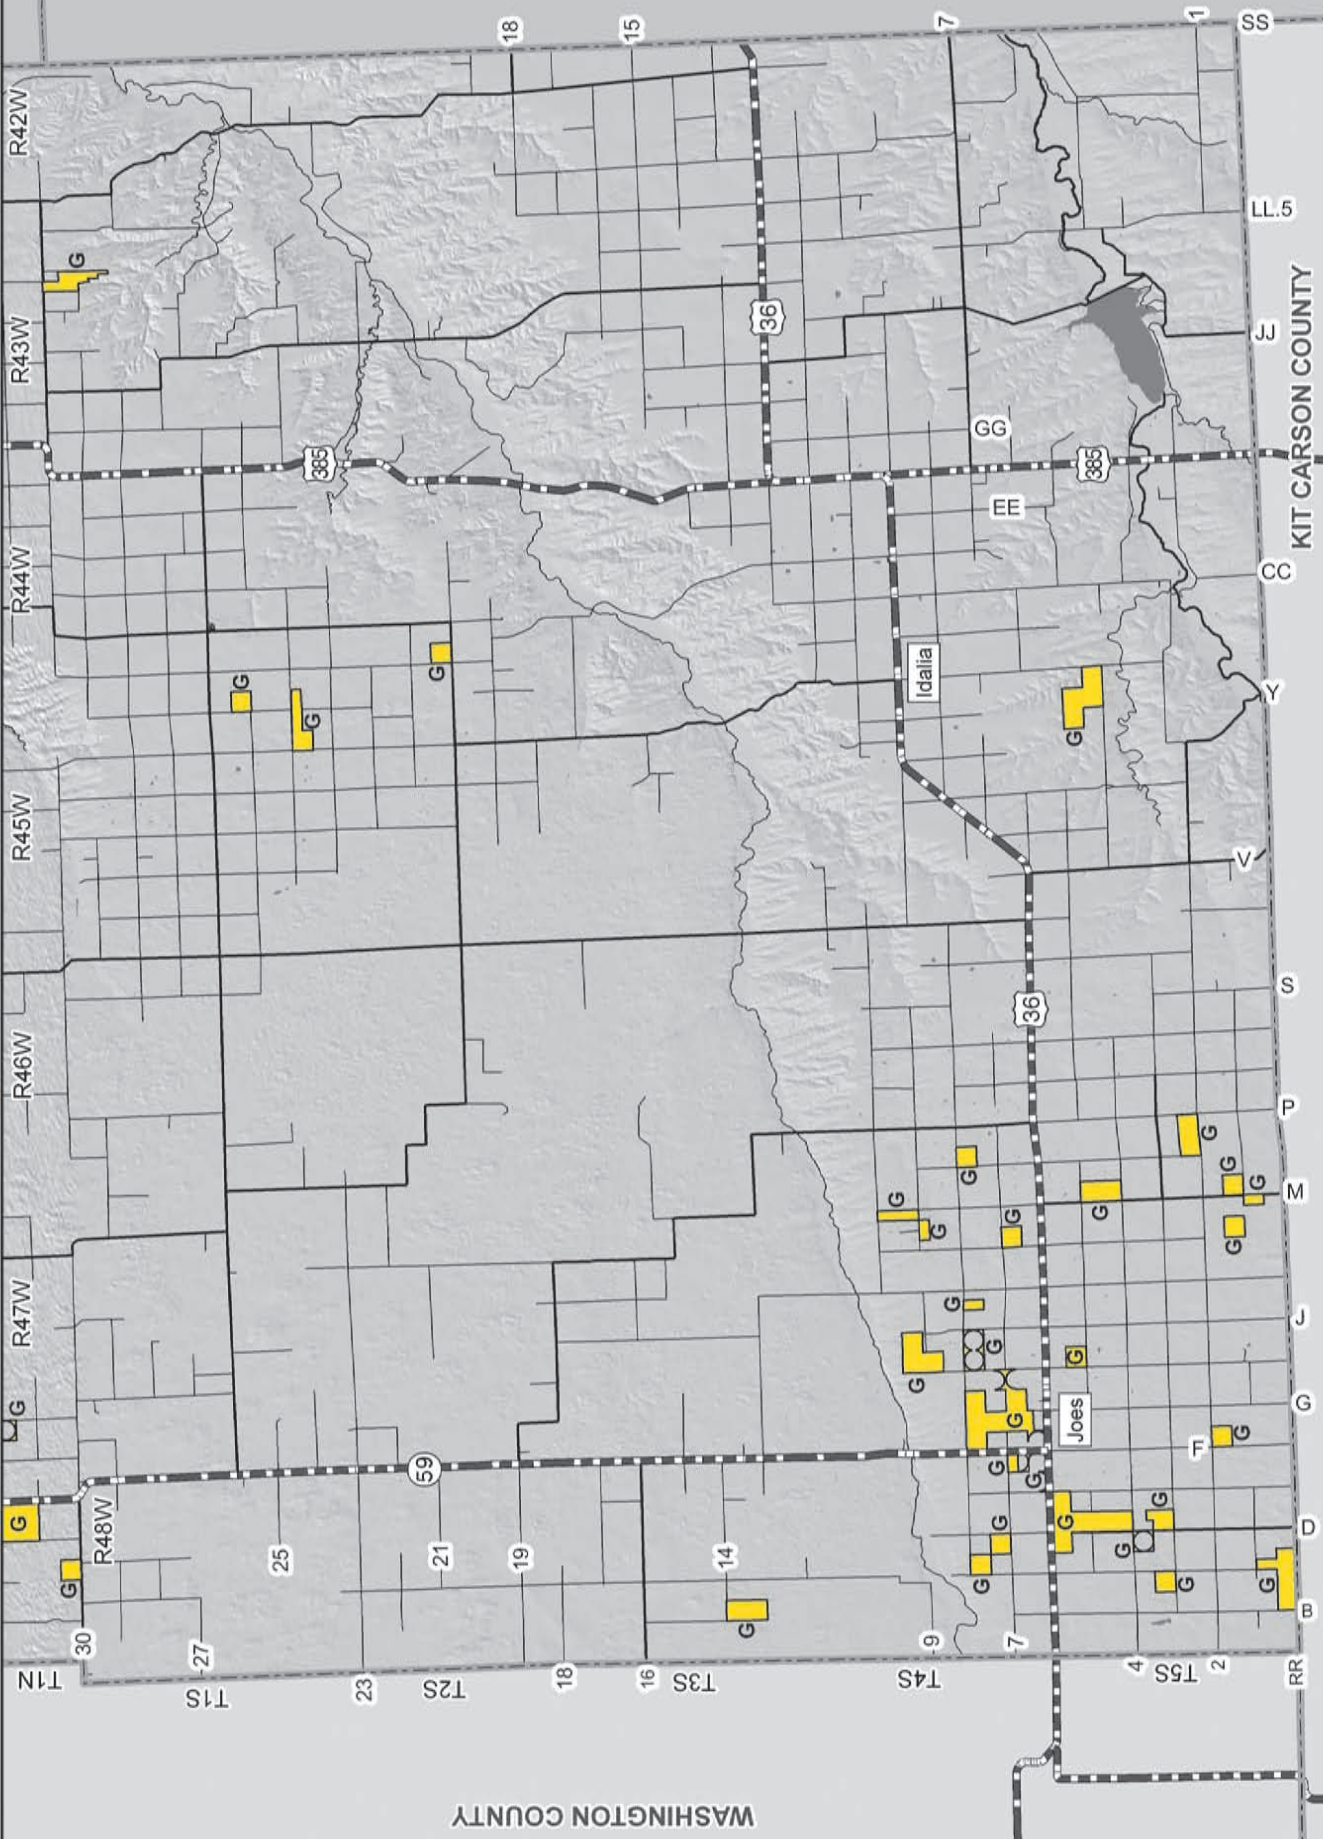 R42W
R43W
R44W
R45W
R46W
R47W
R48W
18
15
7
1
SS
G
LL.5
36
JJ
KIT CARSON COUNTY
GG
385
385
EE
CC
G
G
G
Idalia
G
Y
V
S
36
P
G
G
G
G
M
G
G
G
G
G
G
J
G
G
G
G
G
G
Joes
G
F
G
G
59
G
G
G
G
G
G
D
G
G
G
G
G
B
G
G
25
21
19
14
30
27
23
18
16
9
7
4
2
RR
T1N
T1S
T2S
T3S
T4S
T5S
WASHINGTON COUNTY